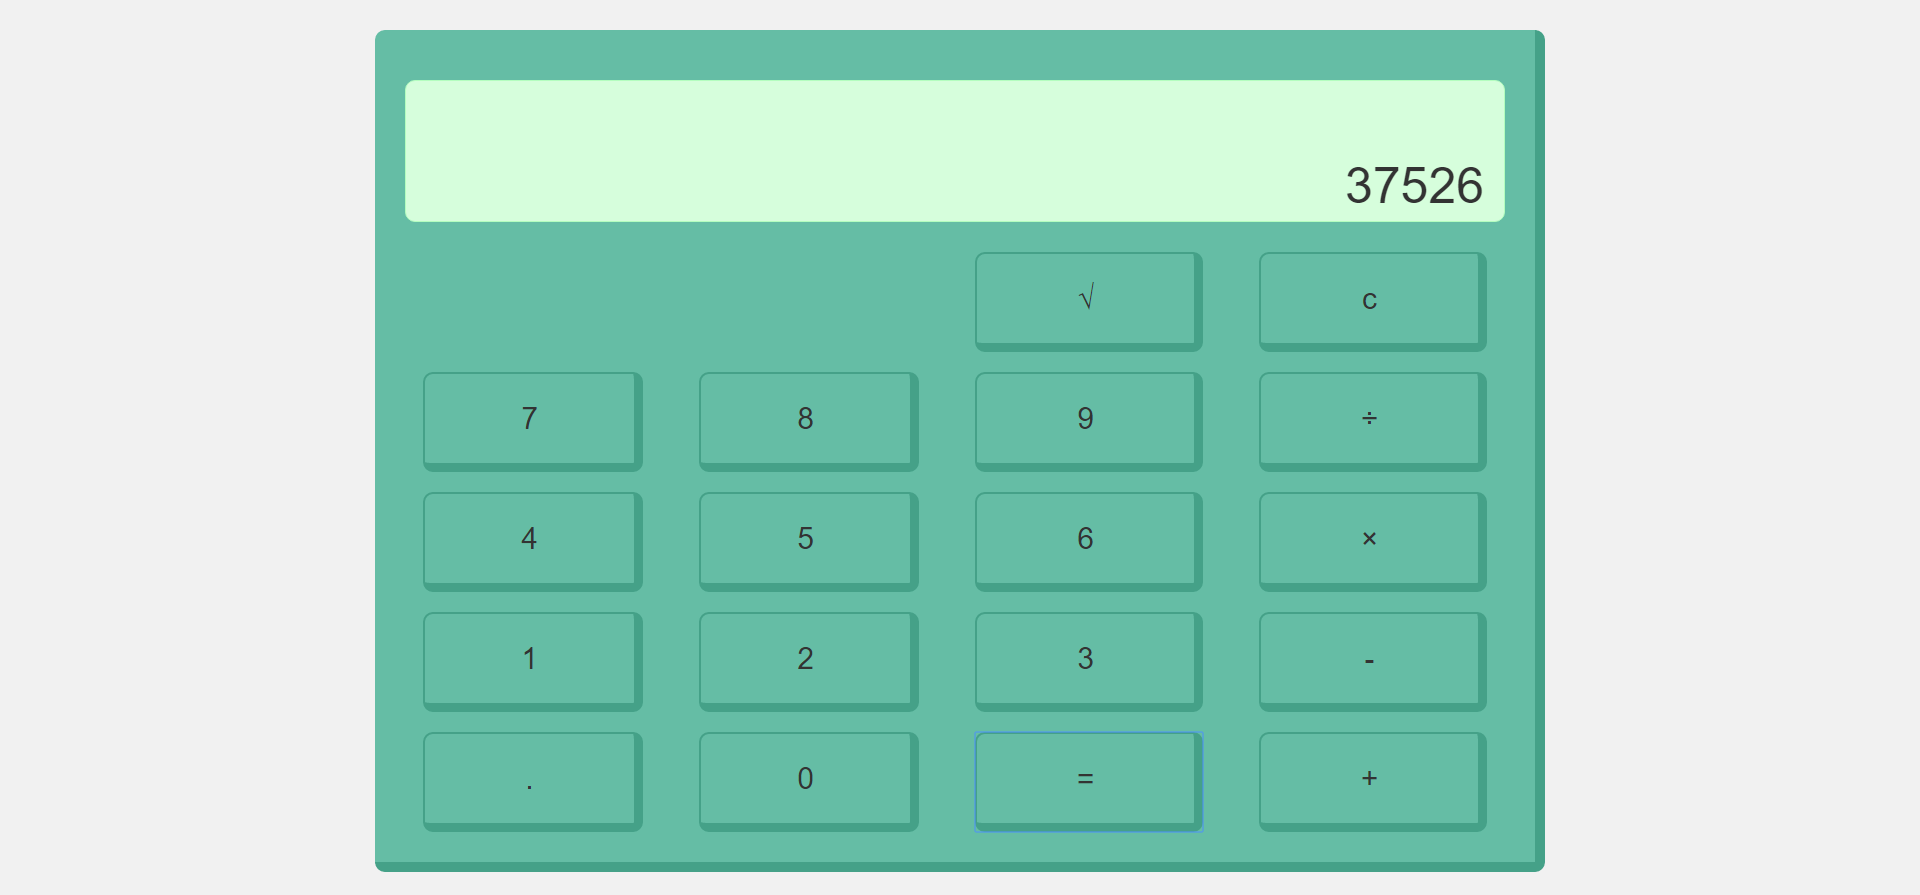 37526
√ c
7 8 9 ÷
4 5 6 ×
1 2 3 -
. 0 = +